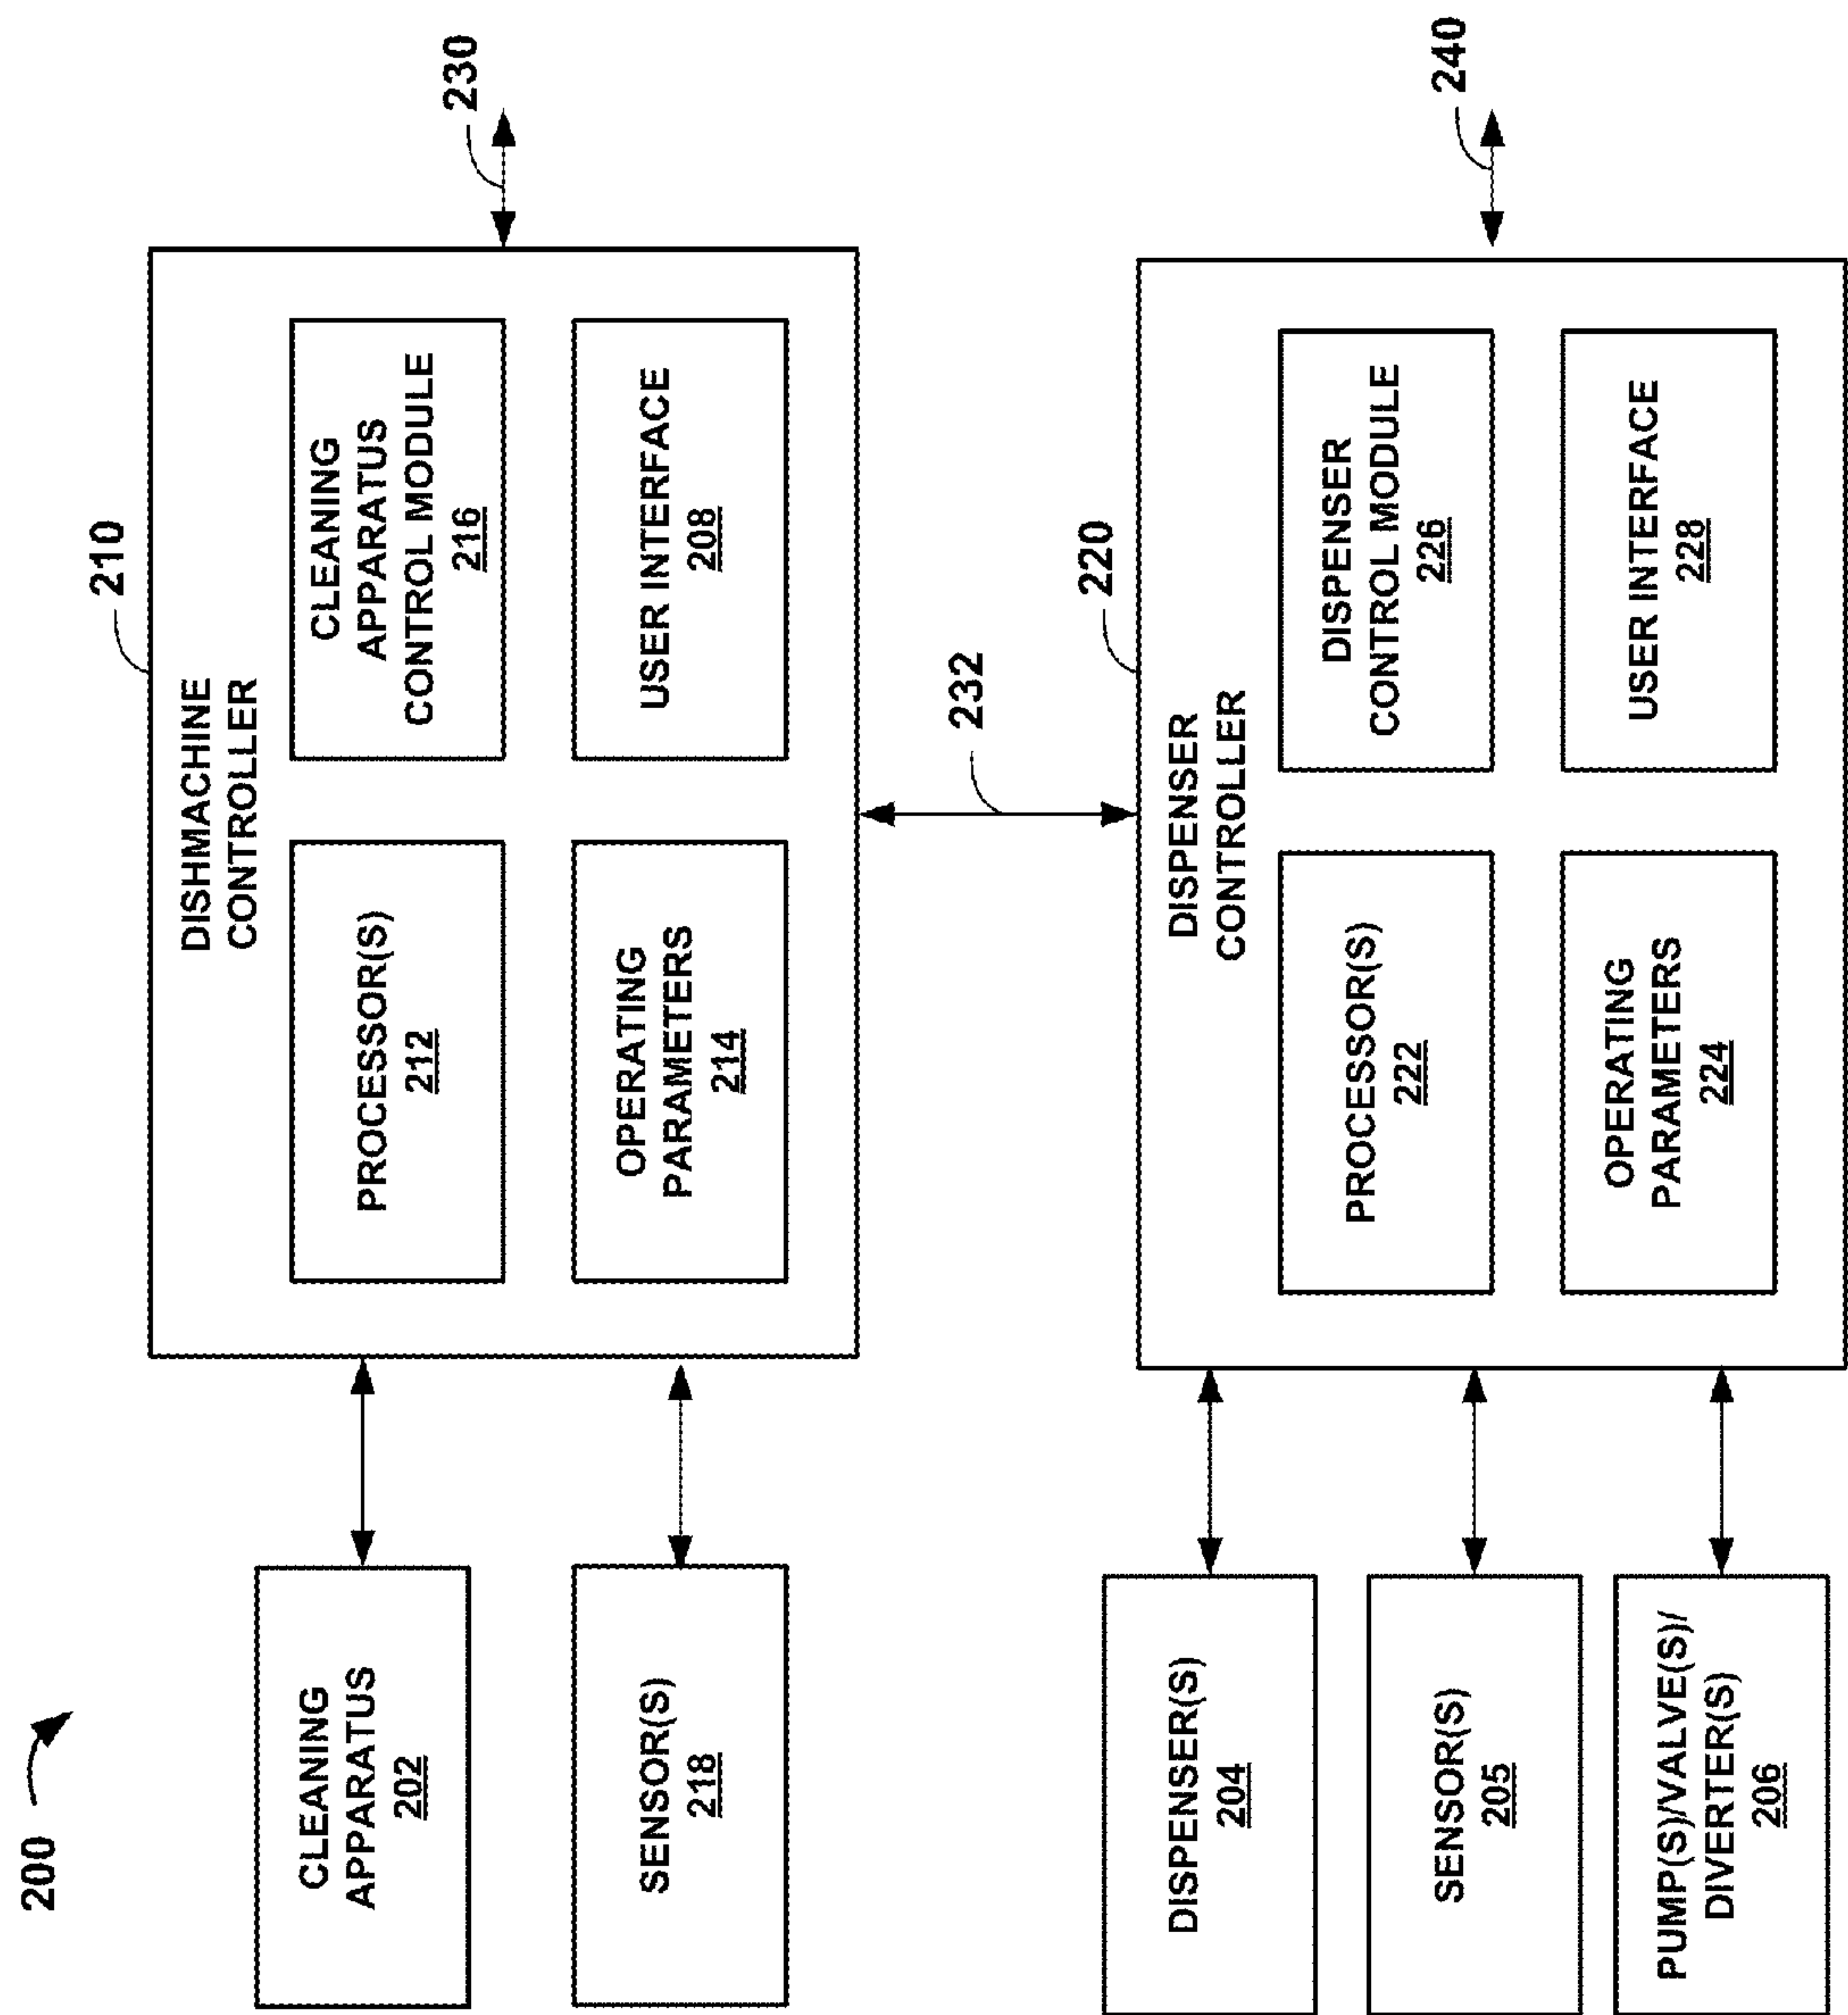 200
210
DISHMACHINE
CONTROLLER
CLEANING
APPARATUS
202
PROCESSOR(S)
212
CLEANING
APPARATUS
CONTROL MODULE
216
230
SENSOR(S)
218
OPERATING
PARAMETERS
214
USER INTERFACE
208
232
220
DISPENSER
CONTROLLER
DISPENSER(S)
204
PROCESSOR(S)
222
DISPENSER
CONTROL MODULE
226
240
SENSOR(S)
205
OPERATING
PARAMETERS
224
USER INTERFACE
228
PUMP(S)/VALVE(S)/
DIVERTER(S)
206